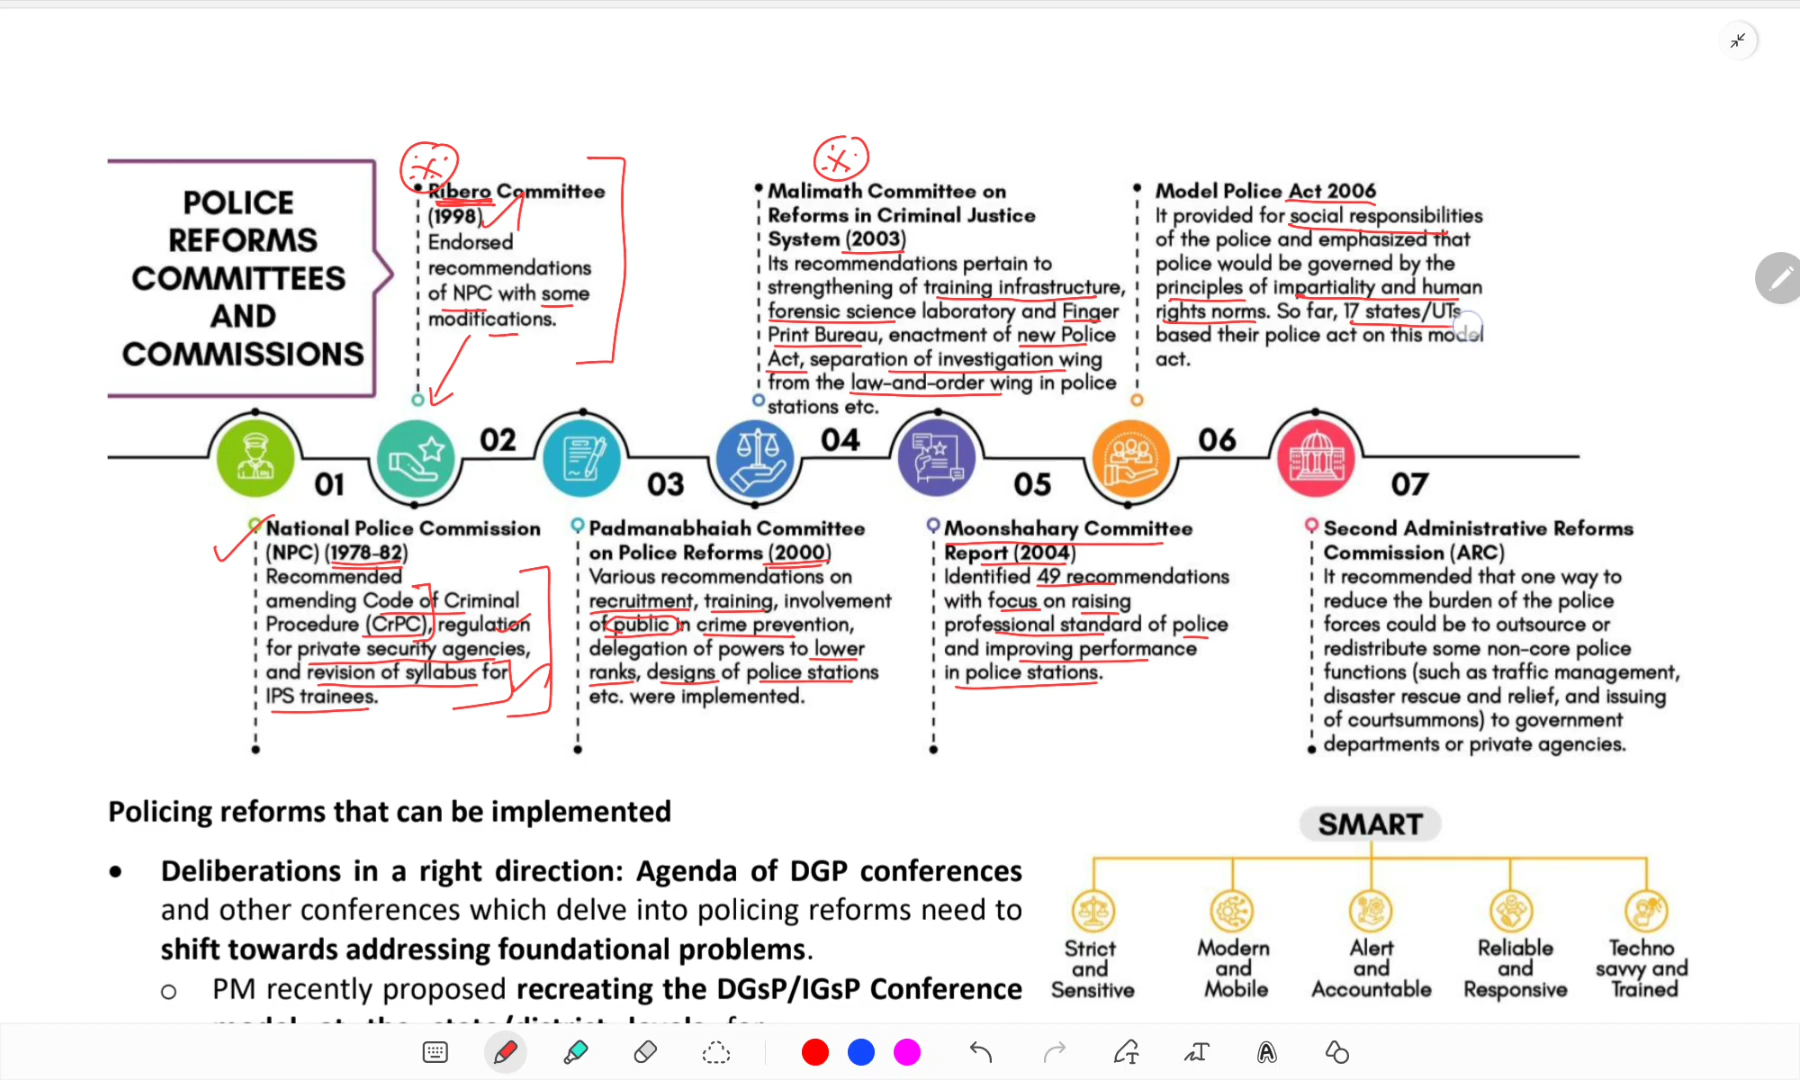 POLICE
REFORMS
COMMITTEES
AND
COMMISSIONS
Ribero Committee
(1998)
Endorsed
recommendations
of NPC with some
modifications.
Malimath Committee on
Reforms in Criminal Justice
System (2003)
Its recommendations pertain to
strengthening of training infrastructure,
forensic science laboratory and Finger
Print Bureau, enactment of new Police
Act, separation of investigation wing
from the law-and-order wing in police
stations etc.
Model Police Act 2006
It provided for social responsibilities
of the police and emphasized that
police would be governed by the
principles of impartiality and human
rights norms. So far, 17 states/UTs
based their police act on this model
act.
01
02
03
04
05
06
07
National Police Commission
(NPC) (1978-82)
Recommended
amending Code of Criminal
Procedure (CrPC), regulation
for private security agencies,
and revision of syllabus for
IPS trainees.
Padmanabhaiah Committee
on Police Reforms (2000)
Various recommendations on
recruitment, training, involvement
of public in crime prevention,
delegation of powers to lower
ranks, designs of police stations
etc. were implemented.
Moonshahary Committee
Report (2004)
Identified 49 recommendations
with focus on raising
professional standard of police
and improving performance
in police stations.
Second Administrative Reforms
Commission (ARC)
It recommended that one way to
reduce the burden of the police
forces could be to outsource or
redistribute some non-core police
functions (such as traffic management,
disaster rescue and relief, and issuing
of courtsummons) to government
departments or private agencies.
Policing reforms that can be implemented
• Deliberations in a right direction: Agenda of DGP conferences
and other conferences which delve into policing reforms need to
shift towards addressing foundational problems.
o PM recently proposed recreating the DGsP/IGsP Conference
SMART
Strict
and
Sensitive
Modern
and
Mobile
Alert
and
Accountable
Reliable
and
Responsive
Techno
savvy and
Trained